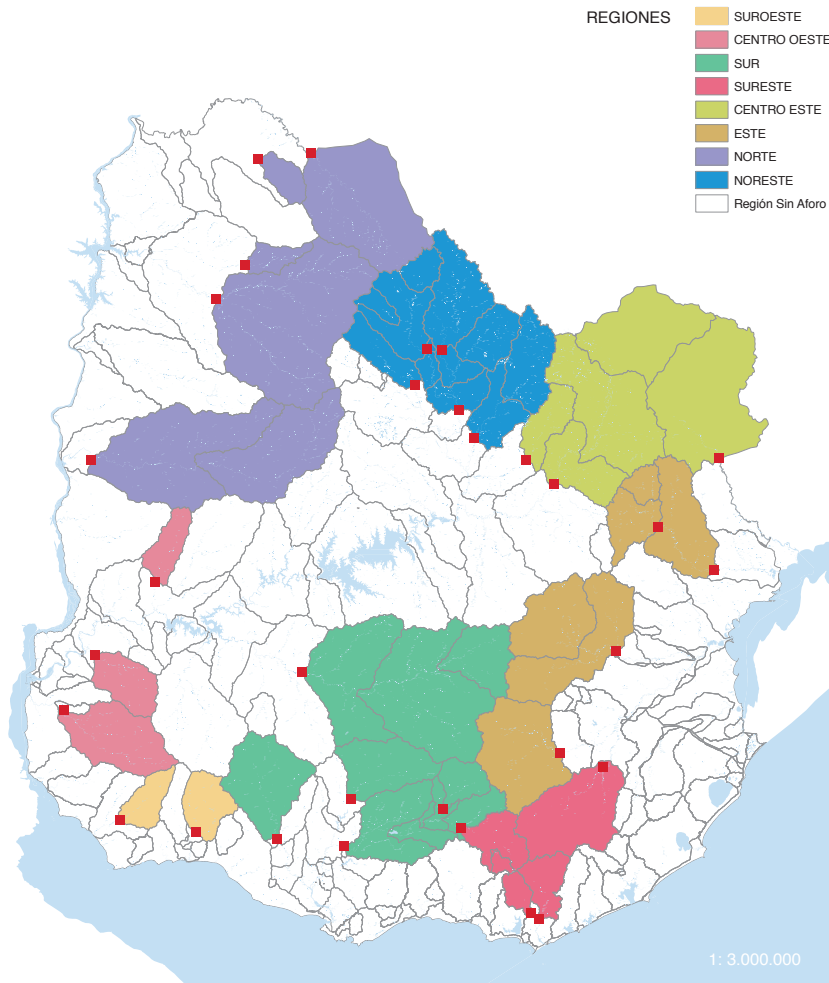 REGIONES
SUROESTE
CENTRO OESTE
SUR
SURESTE
CENTRO ESTE
ESTE
NORTE
NORESTE
Región Sin Aforo
1: 3.000.000